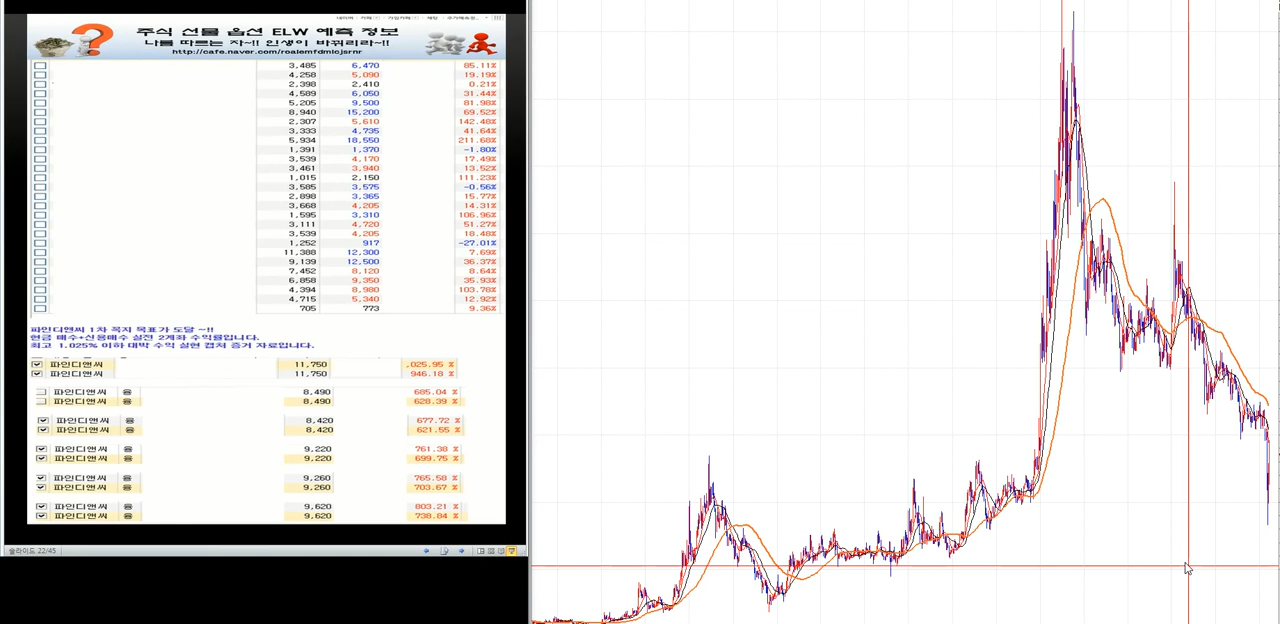 주식 선물 옵션 ELW 예측 정보
나를 따르는 자~!! 인생이 바뀌리라~!!
http://cafe.naver.com/roalemfdmlcjsrnr
3,485 6,470 85.11%
4,258 5,090 19.19%
2,398 2,410 0.21%
4,589 6,050 31.44%
5,205 9,500 81.98%
8,940 15,200 69.52%
2,307 5,610 142.48%
3,333 4,735 41.64%
5,934 18,550 211.68%
1,391 1,370 -1.80%
3,539 4,170 17.49%
3,461 3,940 13.52%
1,015 2,150 111.23%
3,585 3,575 -0.56%
2,898 3,365 15.77%
3,668 4,205 14.31%
1,595 3,310 106.96%
3,111 4,720 51.27%
3,539 4,205 18.48%
1,252 917 -27.01%
11,388 12,300 7.69%
9,139 12,500 36.37%
7,452 8,120 8.64%
6,858 9,350 35.93%
4,394 8,980 103.78%
4,715 5,340 12.92%
705 773 9.36%
파인디앤씨 1차 꼭지 목표가 도달 ~!!
현금 매수+신용매수 실전 2계좌 수익률입니다.
최고 1.025% 이하 대박 수익 실현 캡처 증거 자료입니다.
파인디앤씨 11,750 ,025.95 %
파인디앤씨 11,750 946.18 %
파인디앤씨 융 8,490 685.04 %
파인디앤씨 융 8,490 628.39 %
파인디앤씨 융 8,420 677.72 %
파인디앤씨 융 8,420 621.55 %
파인디앤씨 융 9,220 761.38 %
파인디앤씨 융 9,220 699.75 %
파인디앤씨 융 9,260 765.58 %
파인디앤씨 융 9,260 703.67 %
파인디앤씨 융 9,620 803.21 %
파인디앤씨 융 9,620 738.84 %
슬라이드 22/45